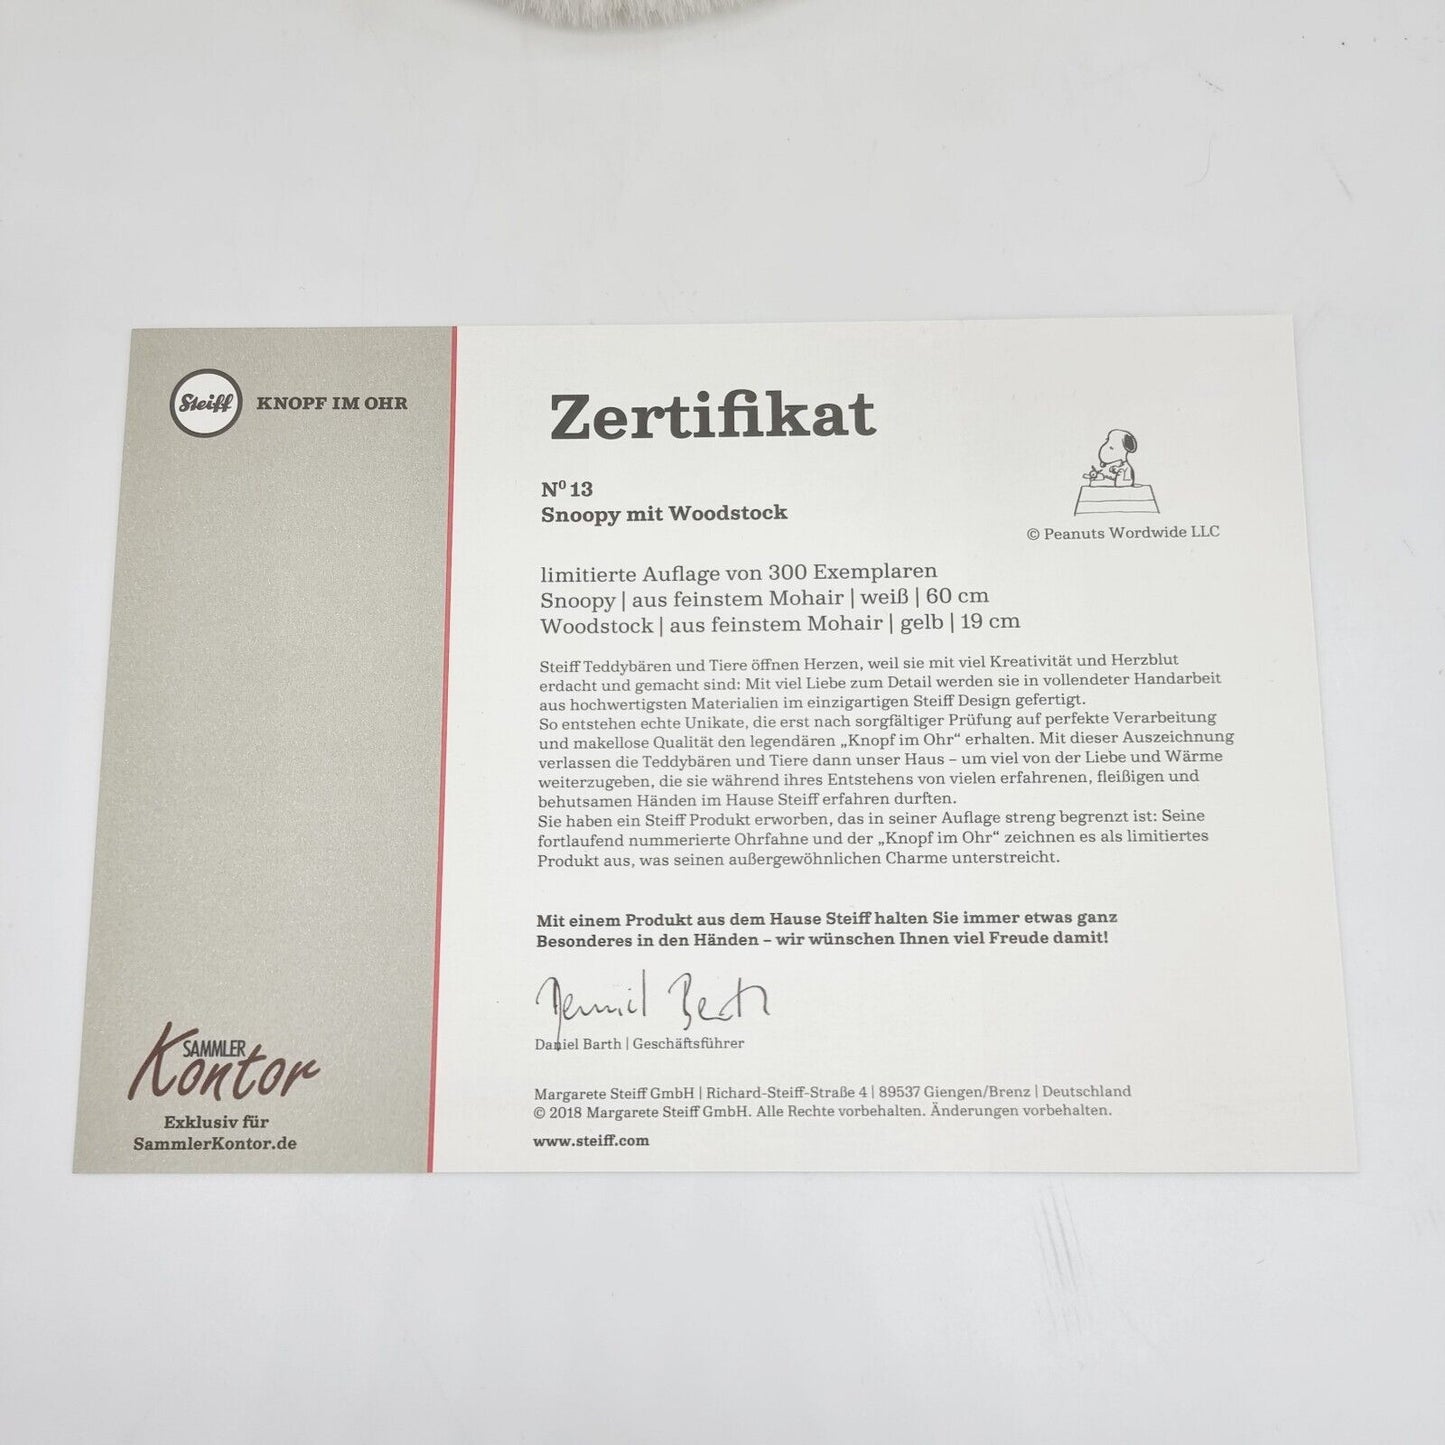 Steiff KNOPF IM OHR
Zertifikat
Nº 13
Snoopy mit Woodstock
© Peanuts Wordwide LLC
limitierte Auflage von 300 Exemplaren
Snoopy | aus feinstem Mohair | weiß | 60 cm
Woodstock | aus feinstem Mohair | gelb | 19 cm
Steiff Teddybären und Tiere öffnen Herzen, weil sie mit viel Kreativität und Herzblut
erdacht und gemacht sind: Mit viel Liebe zum Detail werden sie in vollendeter Handarbeit
aus hochwertigsten Materialien im einzigartigen Steiff Design gefertigt.
So entstehen echte Unikate, die erst nach sorgfältiger Prüfung auf perfekte Verarbeitung
und makellose Qualität den legendären „Knopf im Ohr“ erhalten. Mit dieser Auszeichnung
verlassen die Teddybären und Tiere dann unser Haus – um viel von der Liebe und Wärme
weiterzugeben, die sie während ihres Entstehens von vielen erfahrenen, fleißigen und
behutsamen Händen im Hause Steiff erfahren durften.
Sie haben ein Steiff Produkt erworben, das in seiner Auflage streng begrenzt ist: Seine
fortlaufend nummerierte Ohrfahne und der „Knopf im Ohr“ zeichnen es als limitiertes
Produkt aus, was seinen außergewöhnlichen Charme unterstreicht.
Mit einem Produkt aus dem Hause Steiff halten Sie immer etwas ganz
Besonderes in den Händen – wir wünschen Ihnen viel Freude damit!
Daniel Barth
Daniel Barth | Geschäftsführer
Margarete Steiff GmbH | Richard-Steiff-Straße 4 | 89537 Giengen/Brenz | Deutschland
© 2018 Margarete Steiff GmbH. Alle Rechte vorbehalten. Änderungen vorbehalten.
www.steiff.com
SAMMLER
Kontor
Exklusiv für
SammlerKontor.de